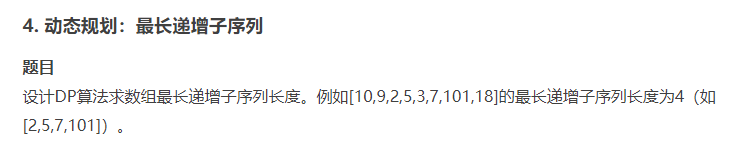 4. 动态规划：最长递增子序列
题目
设计DP算法求数组最长递增子序列长度。例如[10,9,2,5,3,7,101,18]的最长递增子序列长度为4（如
[2,5,7,101]）。